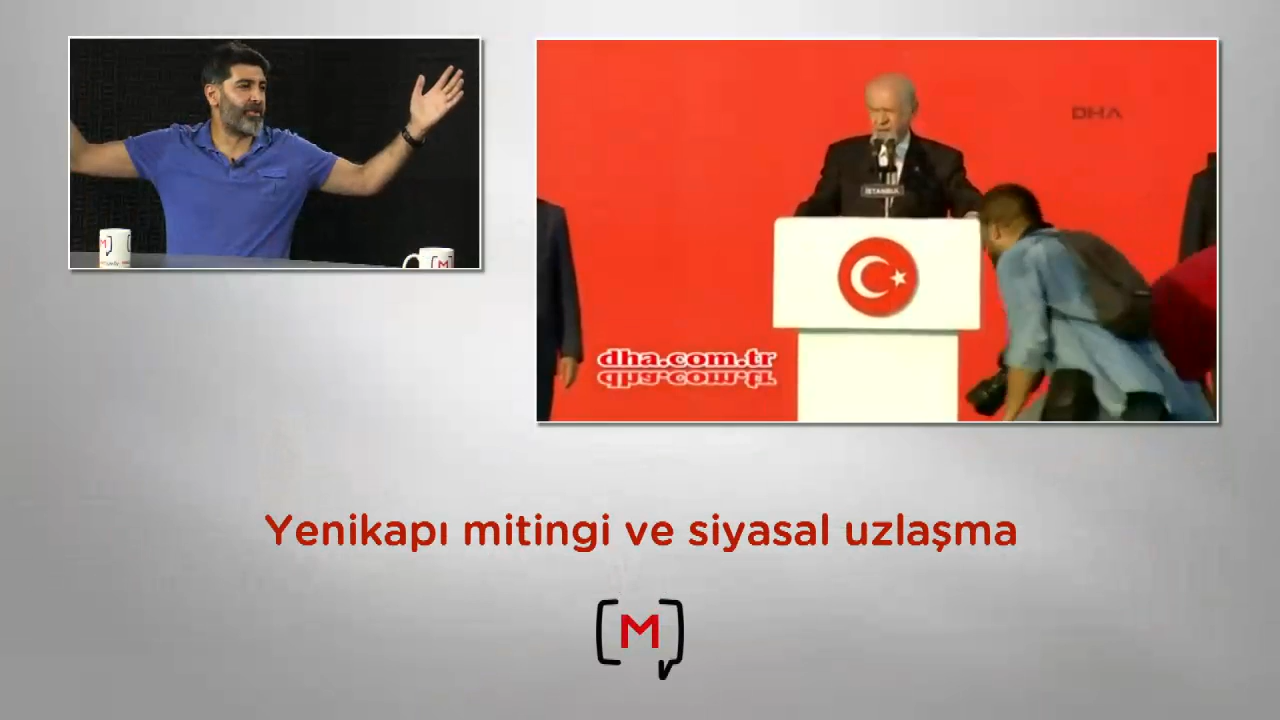 DHA
İSTANBUL
dha.com.tr
dha.com.tr
Yenikapı mitingi ve siyasal uzlaşma
[M]
M
M